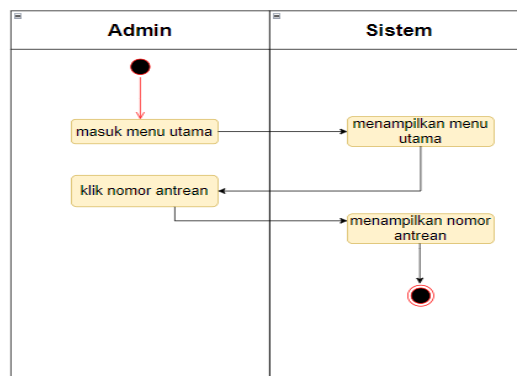 Admin
Sistem
masuk menu utama
menampilkan menu
utama
klik nomor antrean
menampilkan nomor
antrean